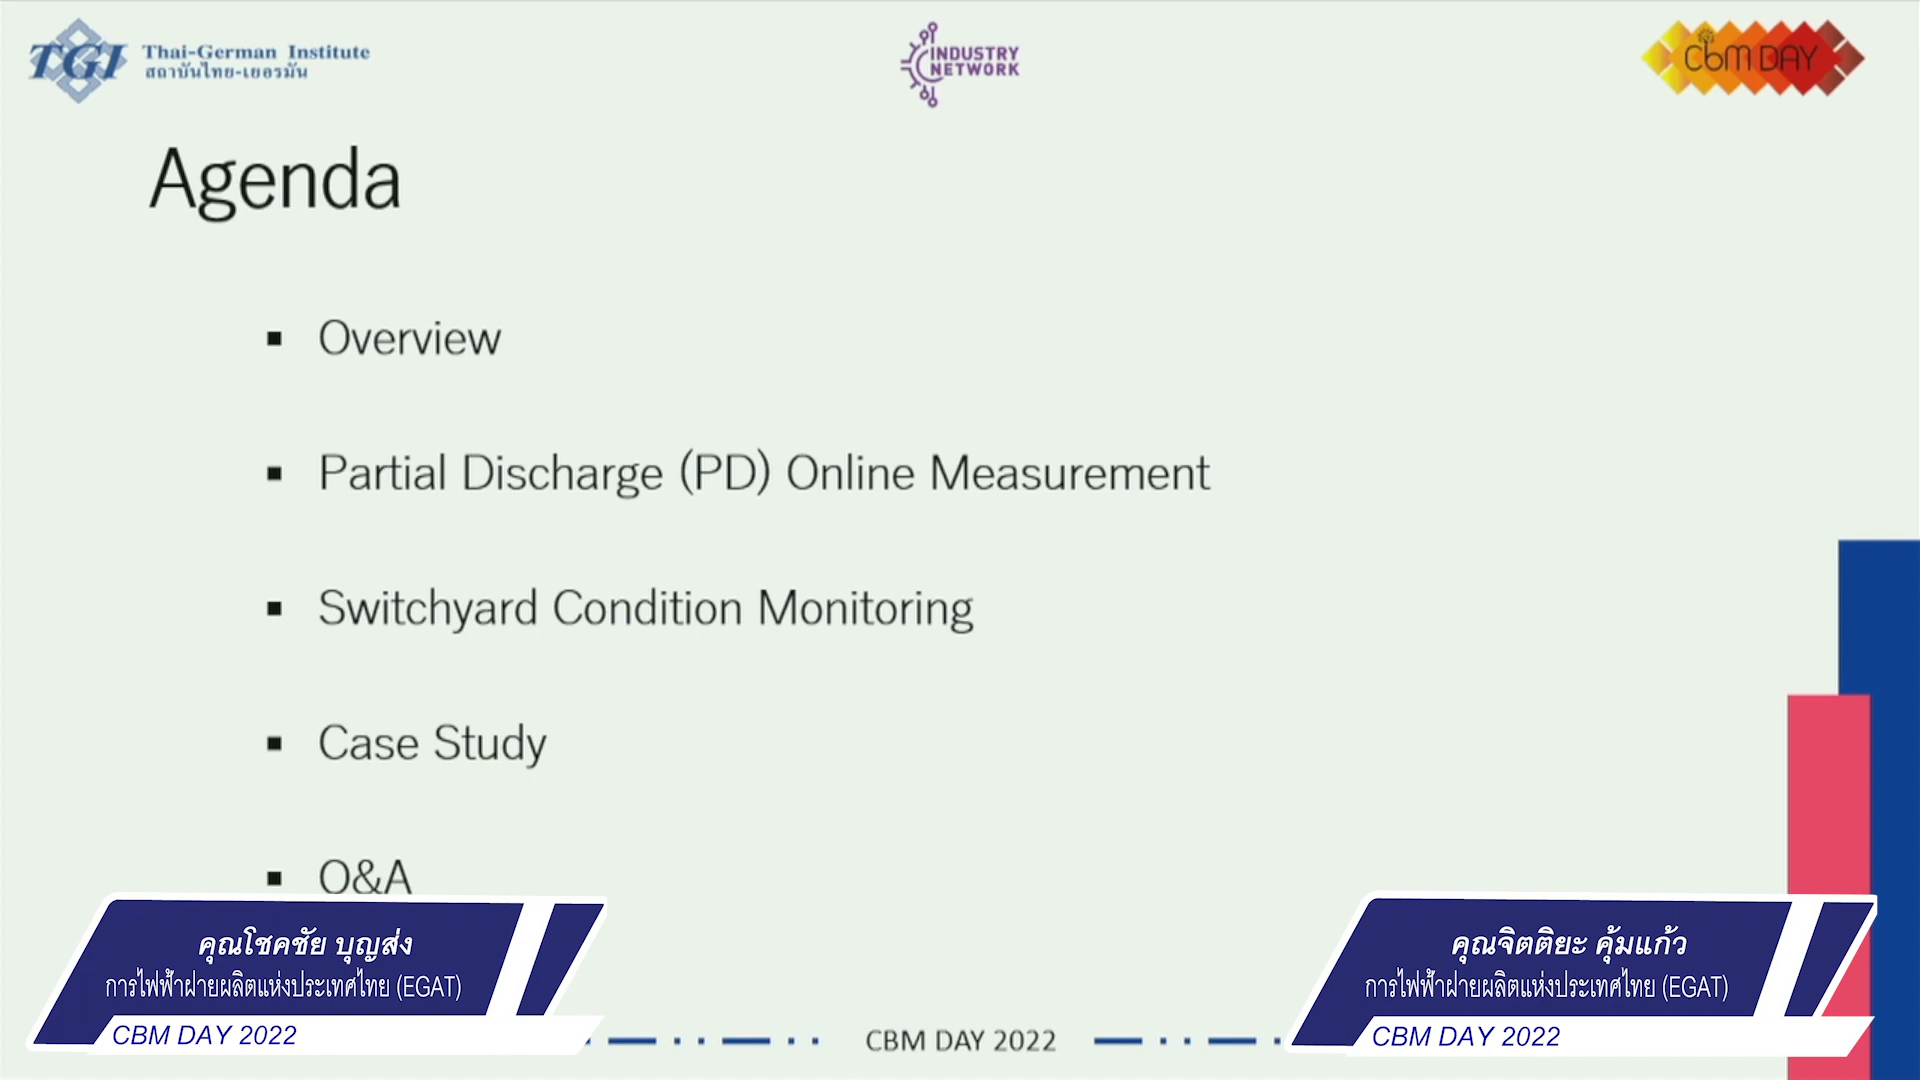 TGI
Thai-German Institute
สถาบันไทย-เยอรมัน
INDUSTRY
NETWORK
CbM DAY
Agenda
▪ Overview
▪ Partial Discharge (PD) Online Measurement
▪ Switchyard Condition Monitoring
▪ Case Study
▪ Q&A
คุณโชคชัย บุญส่ง
การไฟฟ้าฝ่ายผลิตแห่งประเทศไทย (EGAT)
CBM DAY 2022
CBM DAY 2022
คุณจิตติยะ คุ้มแก้ว
การไฟฟ้าฝ่ายผลิตแห่งประเทศไทย (EGAT)
CBM DAY 2022